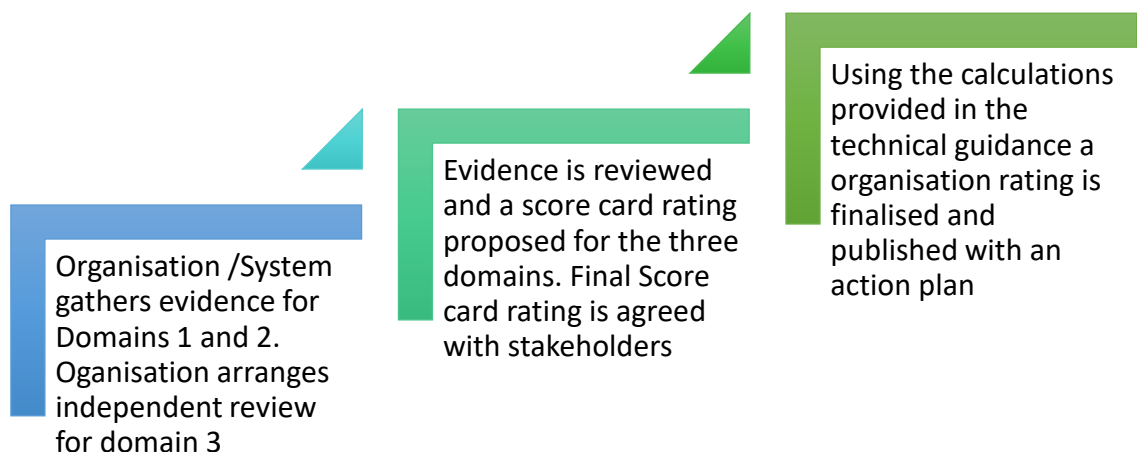 Organisation /System
gathers evidence for
Domains 1 and 2.
Oganisation arranges
independent review
for domain 3
Evidence is reviewed
and a score card rating
proposed for the three
domains. Final Score
card rating is agreed
with stakeholders
Using the calculations
provided in the
technical guidance a
organisation rating is
finalised and
published with an
action plan